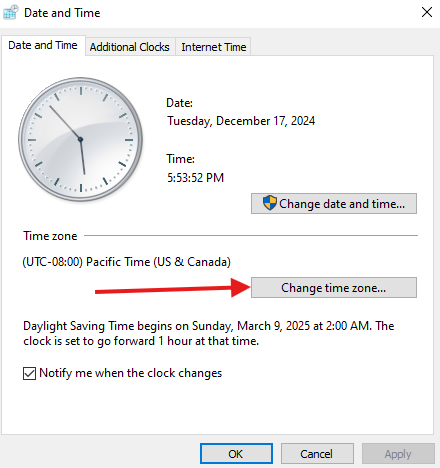 Date and Time
Date and Time
Additional Clocks
Internet Time
Date:
Tuesday, December 17, 2024
Time:
5:53:52 PM
Change date and time...
Time zone
(UTC-08:00) Pacific Time (US & Canada)
Change time zone...
Daylight Saving Time begins on Sunday, March 9, 2025 at 2:00 AM. The
clock is set to go forward 1 hour at that time.
Notify me when the clock changes
OK
Cancel
Apply